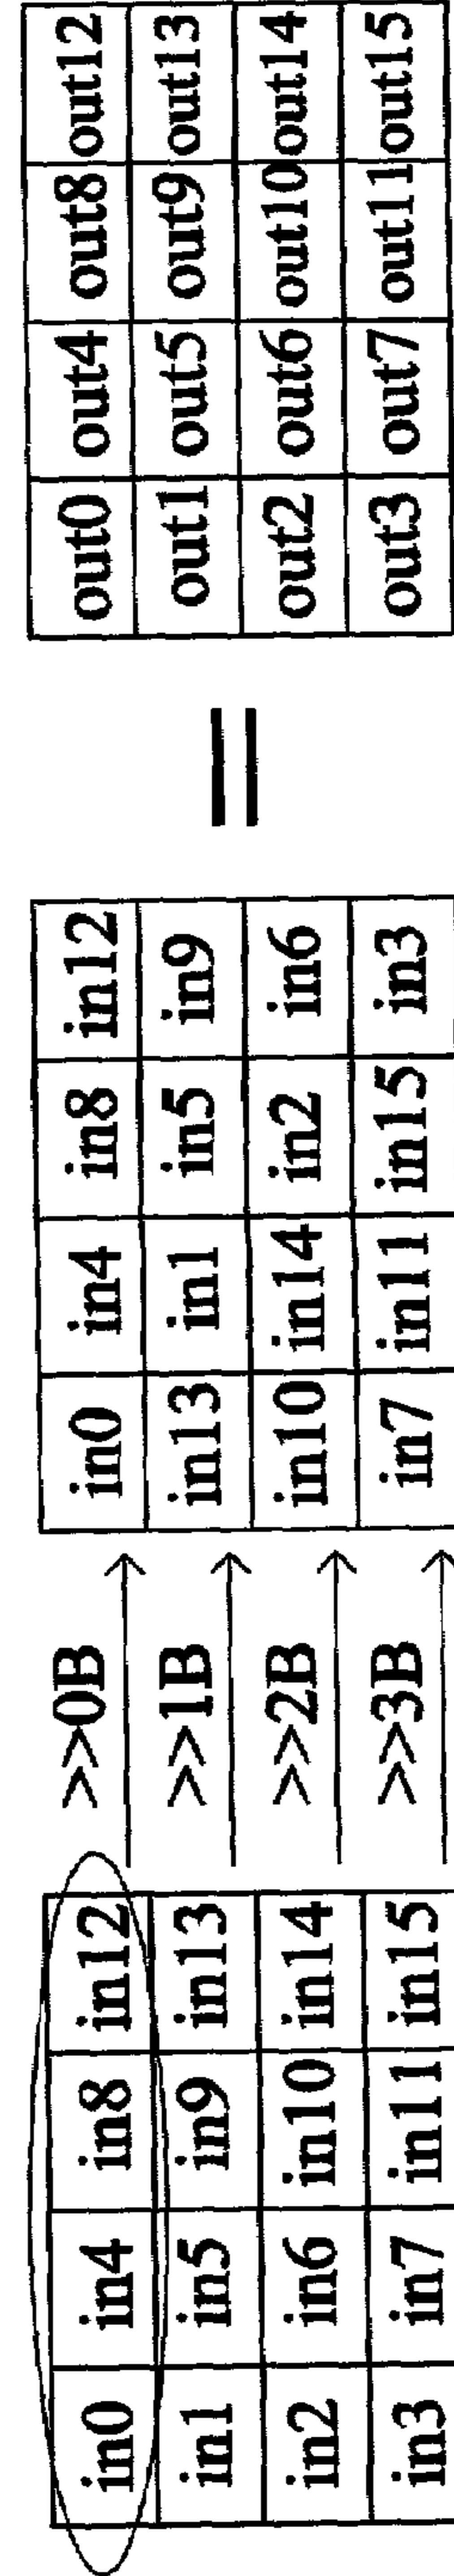 in0 in4 in8 in12 >>0B in0 in4 in8 in12 = out0 out4 out8 out12
in1 in5 in9 in13 >>1B in13 in1 in5 in9 out1 out5 out9 out13
in2 in6 in10 in14 >>2B in10 in14 in2 in6 out2 out6 out10 out14
in3 in7 in11 in15 >>3B in7 in11 in15 in3 out3 out7 out11 out15